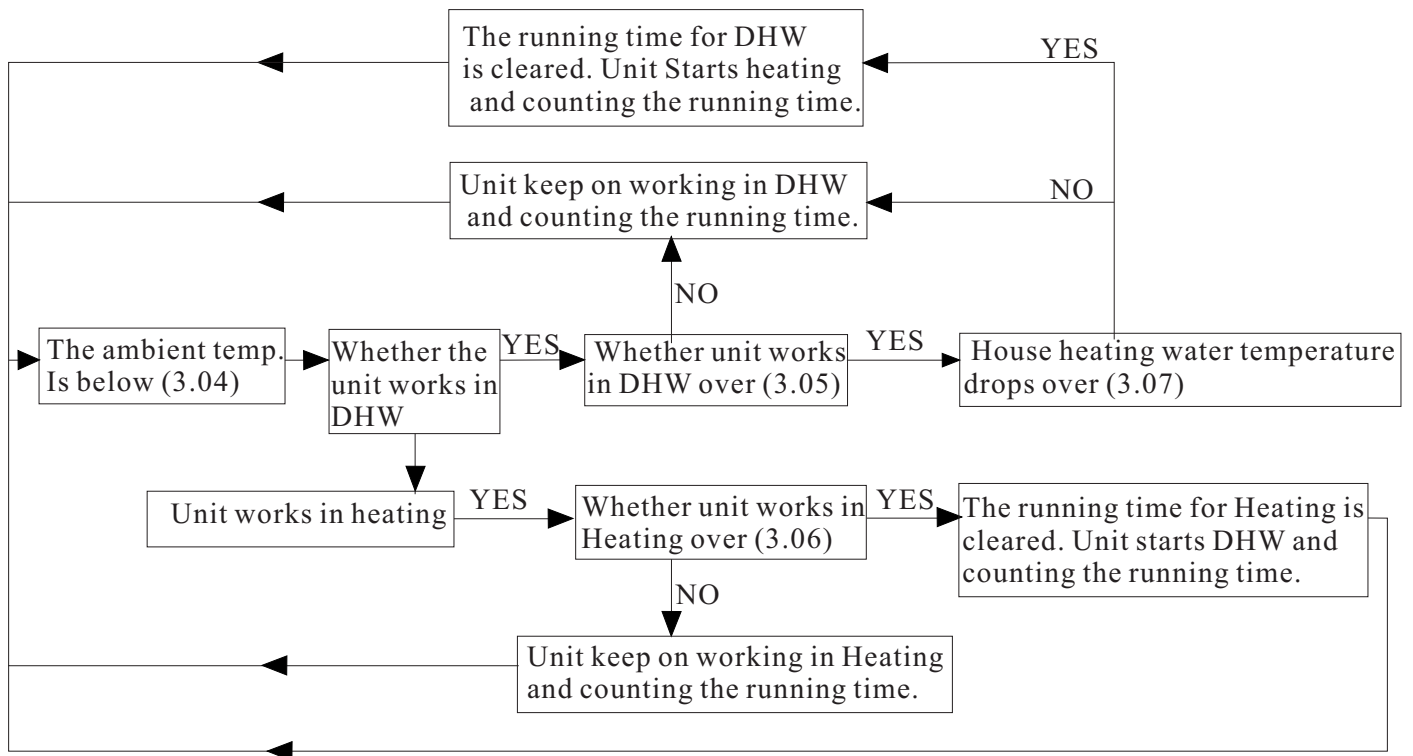 The running time for DHW
is cleared. Unit Starts heating
and counting the running time.
YES
Unit keep on working in DHW
and counting the running time.
NO
NO
The ambient temp.
Is below (3.04)
Whether the
unit works in
DHW
YES
Whether unit works
in DHW over (3.05)
YES
House heating water temperature
drops over (3.07)
Unit works in heating
YES
Whether unit works in
Heating over (3.06)
YES
The running time for Heating is
cleared. Unit starts DHW and
counting the running time.
NO
Unit keep on working in Heating
and counting the running time.